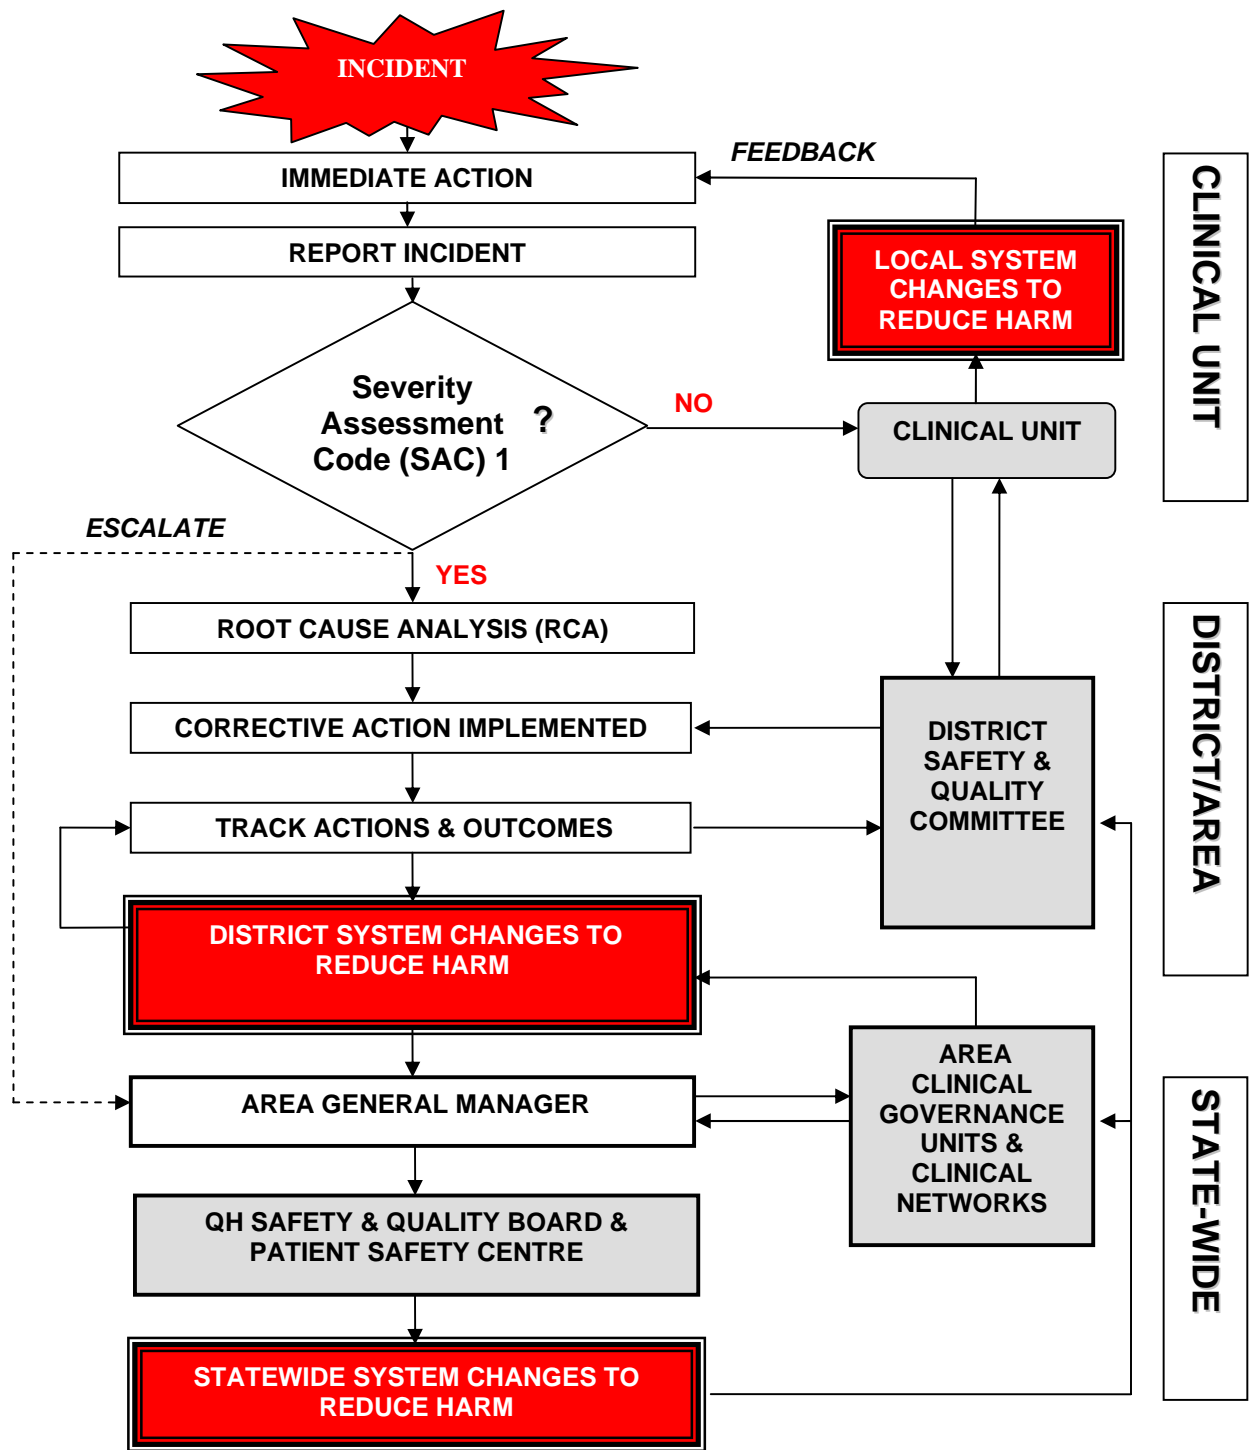 INCIDENT
IMMEDIATE ACTION
FEEDBACK
REPORT INCIDENT
LOCAL SYSTEM
CHANGES TO
REDUCE HARM
CLINICAL UNIT
Severity
Assessment ?
Code (SAC) 1
NO
CLINICAL UNIT
ESCALATE
YES
ROOT CAUSE ANALYSIS (RCA)
CORRECTIVE ACTION IMPLEMENTED
TRACK ACTIONS & OUTCOMES
DISTRICT
SAFETY &
QUALITY
COMMITTEE
DISTRICT/AREA
DISTRICT SYSTEM CHANGES TO
REDUCE HARM
AREA GENERAL MANAGER
AREA
CLINICAL
GOVERNANCE
UNITS &
CLINICAL
NETWORKS
STATE-WIDE
QH SAFETY & QUALITY BOARD &
PATIENT SAFETY CENTRE
STATEWIDE SYSTEM CHANGES TO
REDUCE HARM